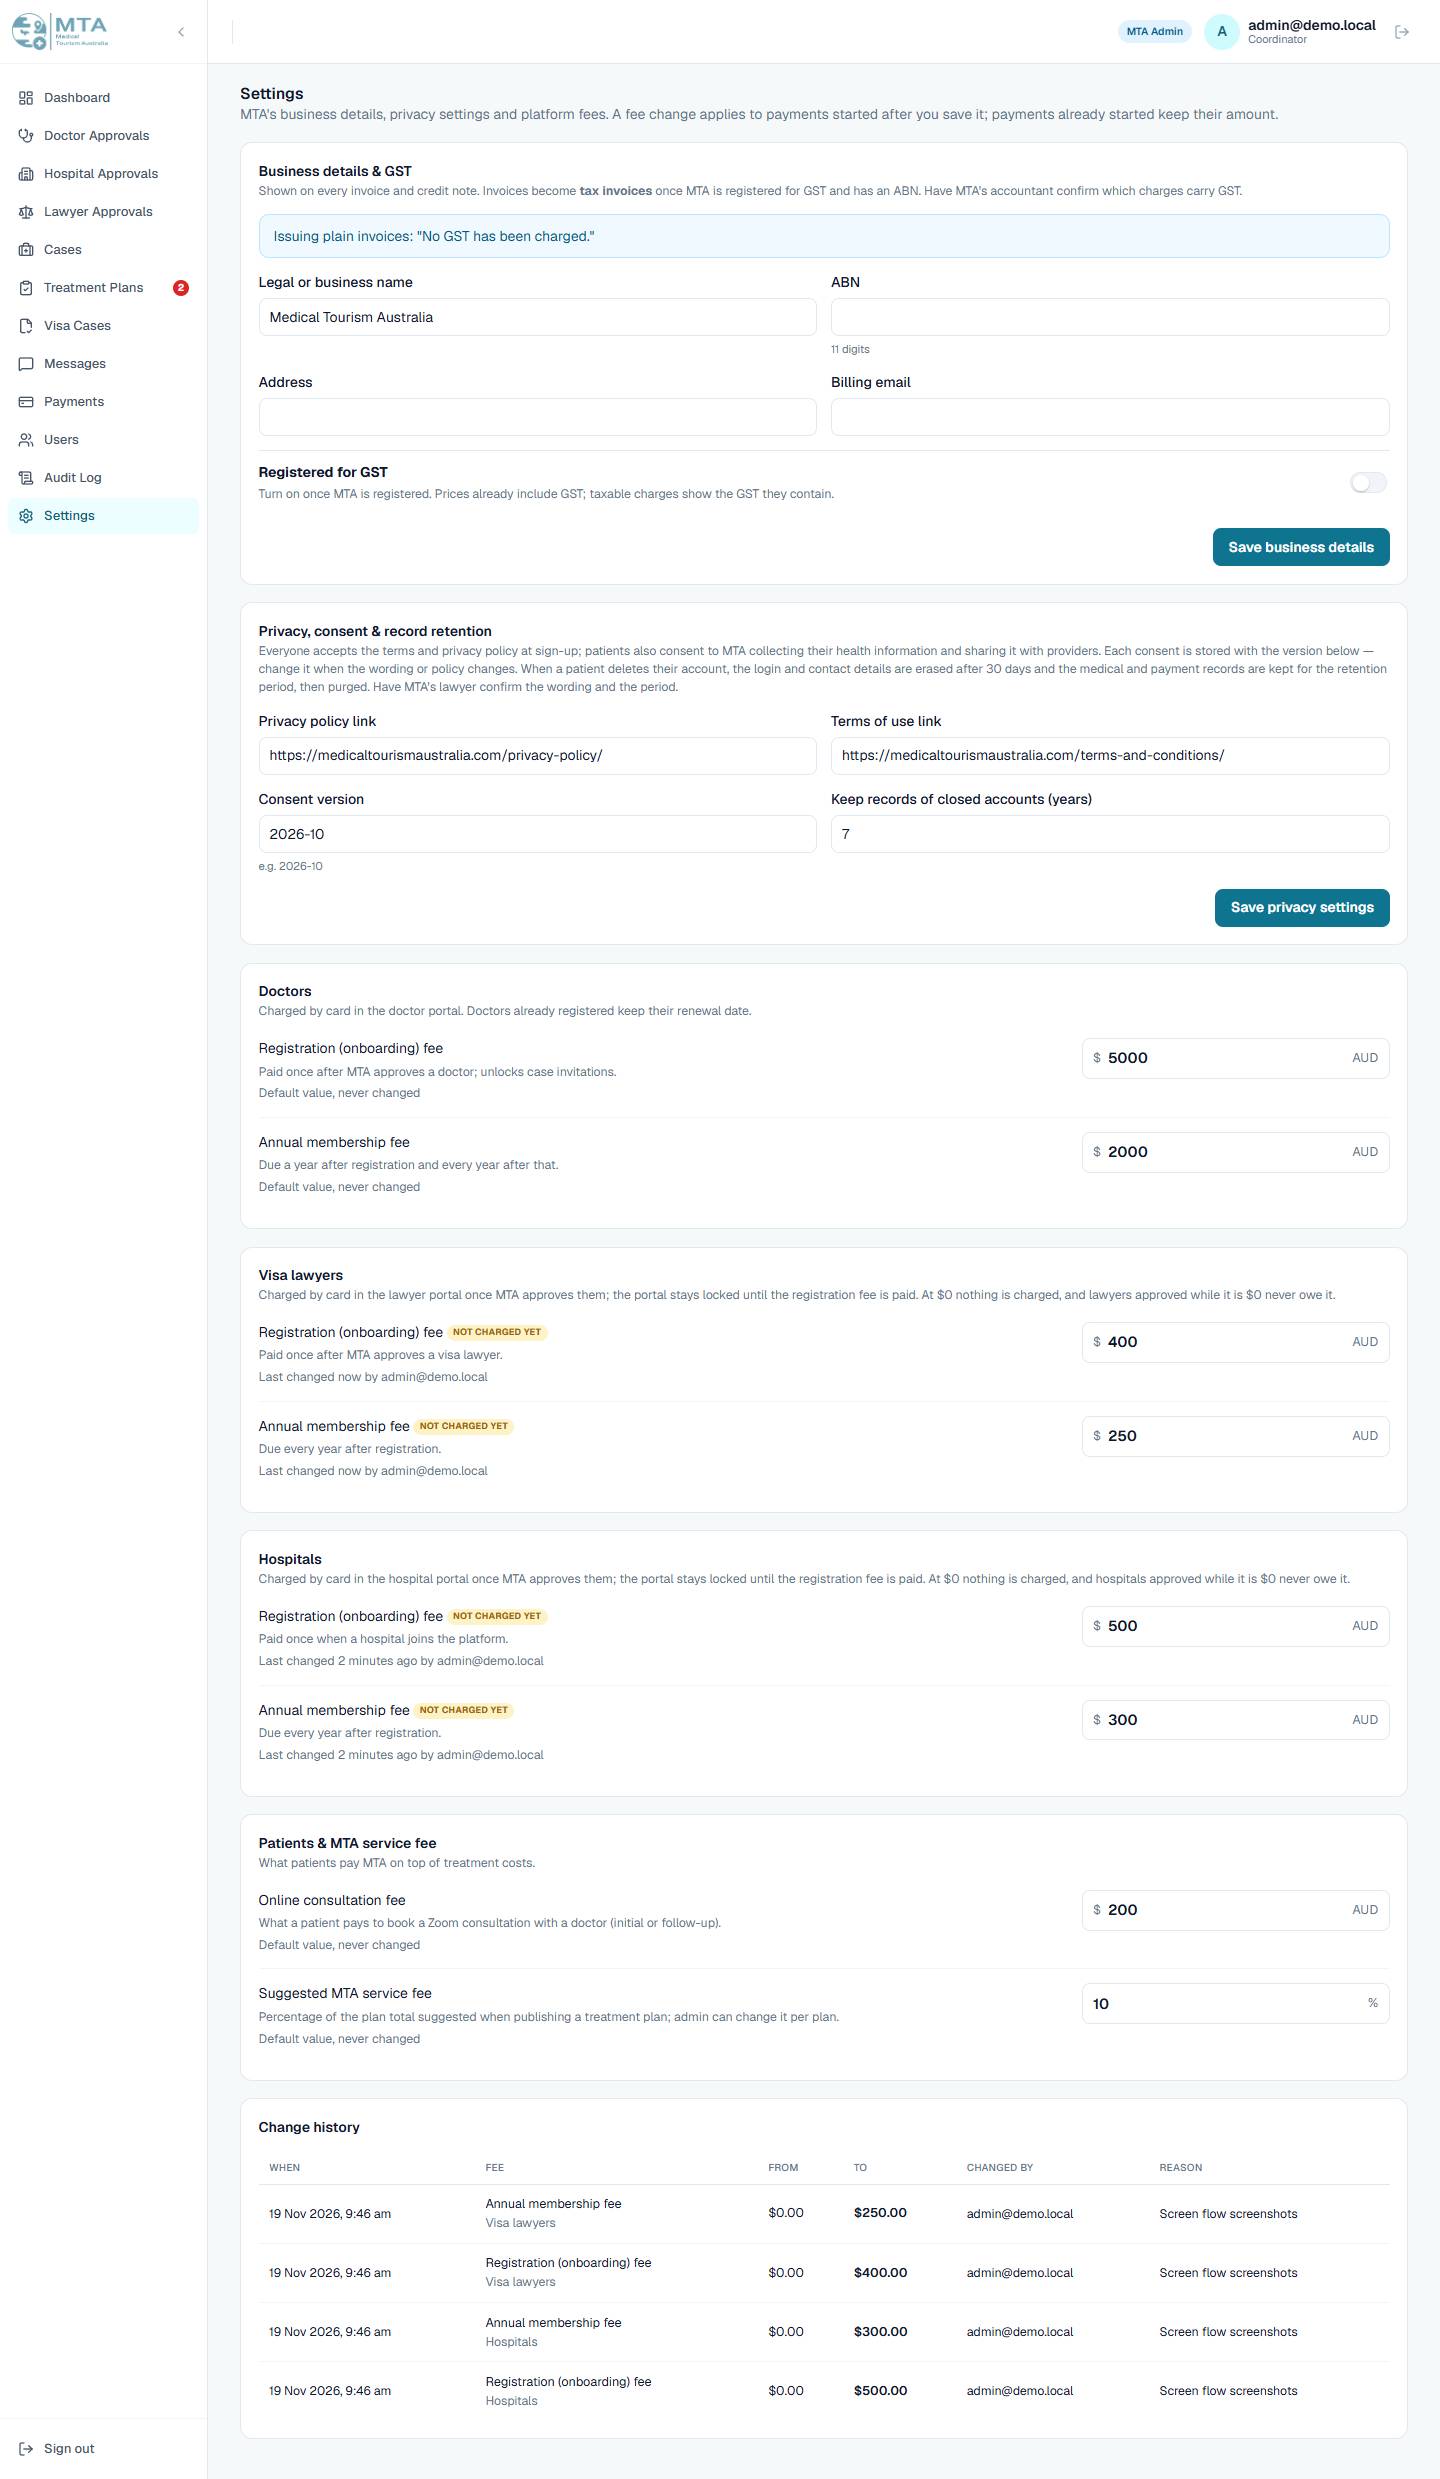 MTA
Medical
Tourism Australia
MTA Admin
A
admin@demo.local
Coordinator
Dashboard
Doctor Approvals
Hospital Approvals
Lawyer Approvals
Cases
Treatment Plans 2
Visa Cases
Messages
Payments
Users
Audit Log
Settings
Sign out
Settings
MTA's business details, privacy settings and platform fees. A fee change applies to payments started after you save it; payments already started keep their amount.
Business details & GST
Shown on every invoice and credit note. Invoices become tax invoices once MTA is registered for GST and has an ABN. Have MTA's accountant confirm which charges carry GST.
Issuing plain invoices: "No GST has been charged."
Legal or business name
Medical Tourism Australia
ABN
11 digits
Address
Billing email
Registered for GST
Turn on once MTA is registered. Prices already include GST; taxable charges show the GST they contain.
Save business details
Privacy, consent & record retention
Everyone accepts the terms and privacy policy at sign-up; patients also consent to MTA collecting their health information and sharing it with providers. Each consent is stored with the version below —
change it when the wording or policy changes. When a patient deletes their account, the login and contact details are erased after 30 days and the medical and payment records are kept for the retention
period, then purged. Have MTA's lawyer confirm the wording and the period.
Privacy policy link
https://medicaltourismaustralia.com/privacy-policy/
Terms of use link
https://medicaltourismaustralia.com/terms-and-conditions/
Consent version
2026-10
e.g. 2026-10
Keep records of closed accounts (years)
7
Save privacy settings
Doctors
Charged by card in the doctor portal. Doctors already registered keep their renewal date.
Registration (onboarding) fee
Paid once after MTA approves a doctor; unlocks case invitations.
Default value, never changed
$ 5000 AUD
Annual membership fee
Due a year after registration and every year after that.
Default value, never changed
$ 2000 AUD
Visa lawyers
Charged by card in the lawyer portal once MTA approves them; the portal stays locked until the registration fee is paid. At $0 nothing is charged, and lawyers approved while it is $0 never owe it.
Registration (onboarding) fee NOT CHARGED YET
Paid once after MTA approves a visa lawyer.
Last changed now by admin@demo.local
$ 400 AUD
Annual membership fee NOT CHARGED YET
Due every year after registration.
Last changed now by admin@demo.local
$ 250 AUD
Hospitals
Charged by card in the hospital portal once MTA approves them; the portal stays locked until the registration fee is paid. At $0 nothing is charged, and hospitals approved while it is $0 never owe it.
Registration (onboarding) fee NOT CHARGED YET
Paid once when a hospital joins the platform.
Last changed 2 minutes ago by admin@demo.local
$ 500 AUD
Annual membership fee NOT CHARGED YET
Due every year after registration.
Last changed 2 minutes ago by admin@demo.local
$ 300 AUD
Patients & MTA service fee
What patients pay MTA on top of treatment costs.
Online consultation fee
What a patient pays to book a Zoom consultation with a doctor (initial or follow-up).
Default value, never changed
$ 200 AUD
Suggested MTA service fee
Percentage of the plan total suggested when publishing a treatment plan; admin can change it per plan.
Default value, never changed
10 %
Change history
WHEN FEE FROM TO CHANGED BY REASON
19 Nov 2026, 9:46 am Annual membership fee $0.00 $250.00 admin@demo.local Screen flow screenshots
Visa lawyers
19 Nov 2026, 9:46 am Registration (onboarding) fee $0.00 $400.00 admin@demo.local Screen flow screenshots
Visa lawyers
19 Nov 2026, 9:46 am Annual membership fee $0.00 $300.00 admin@demo.local Screen flow screenshots
Hospitals
19 Nov 2026, 9:46 am Registration (onboarding) fee $0.00 $500.00 admin@demo.local Screen flow screenshots
Hospitals